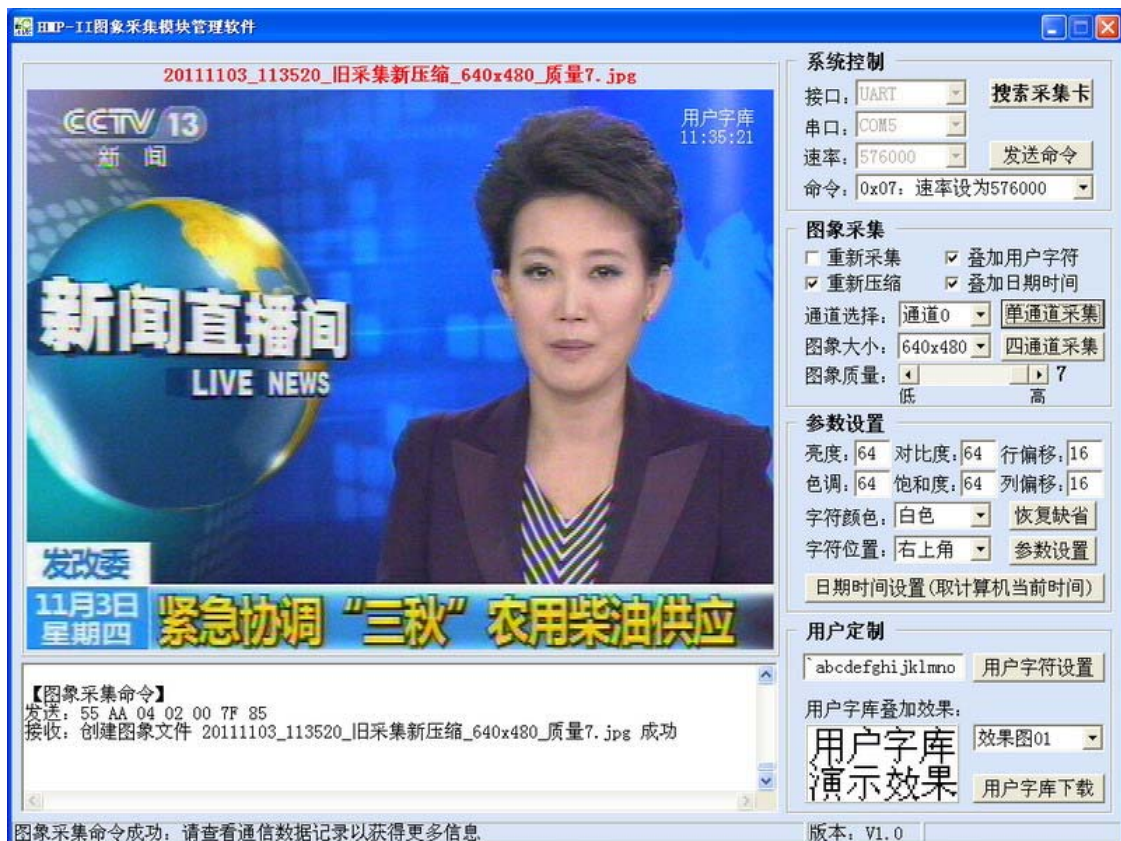 HMP-II图象采集模块管理软件
20111103_113520_旧采集新压缩_640x480_质量7.jpg
CCTV 13
新闻
用户字库
11:35:21
新闻直播间
LIVE NEWS
发改委
11月3日
星期四
紧急协调“三秋”农用柴油供应
【图象采集命令】
发送: 55 AA 04 02 00 7F 85
接收: 创建图象文件 20111103_113520_旧采集新压缩_640x480_质量7.jpg 成功
系统控制
接口: UART 搜索采集卡
串口: COM5
速率: 576000 发送命令
命令: 0x07: 速率设为576000
图象采集
重新采集 叠加用户字符
重新压缩 叠加日期时间
通道选择: 通道0 单通道采集
图象大小: 640x480 四通道采集
图象质量: 7
低 高
参数设置
亮度: 64 对比度: 64 行偏移: 16
色调: 64 饱和度: 64 列偏移: 16
字符颜色: 白色 恢复缺省
字符位置: 右上角 参数设置
日期时间设置(取计算机当前时间)
用户定制
`abcdefghijklmno 用户字符设置
用户字库叠加效果:
用户字库
演示效果
效果图01
用户字库下载
图象采集命令成功: 请查看通信数据记录以获得更多信息 版本: V1.0